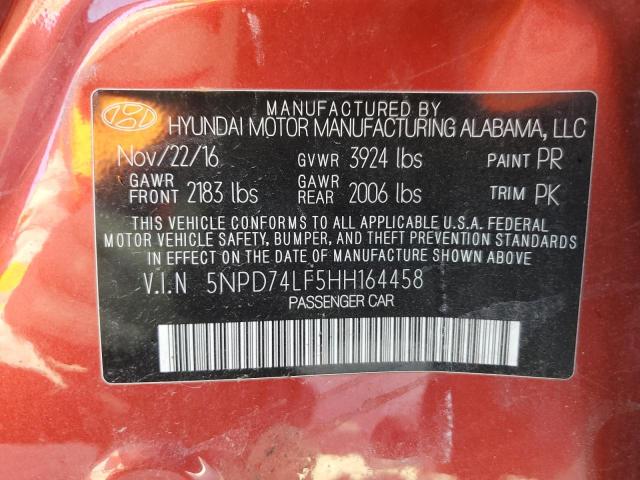 MANUFACTURED BY
HYUNDAI MOTOR MANUFACTURING ALABAMA, LLC
Nov/22/16 GVWR 3924 lbs PAINT PR
GAWR FRONT 2183 lbs GAWR REAR 2006 lbs TRIM PK
THIS VEHICLE CONFORMS TO ALL APPLICABLE U.S.A. FEDERAL
MOTOR VEHICLE SAFETY, BUMPER, AND THEFT PREVENTION STANDARDS
IN EFFECT ON THE DATE OF MANUFACTURE SHOWN ABOVE
V.I.N 5NPD74LF5HH164458
PASSENGER CAR